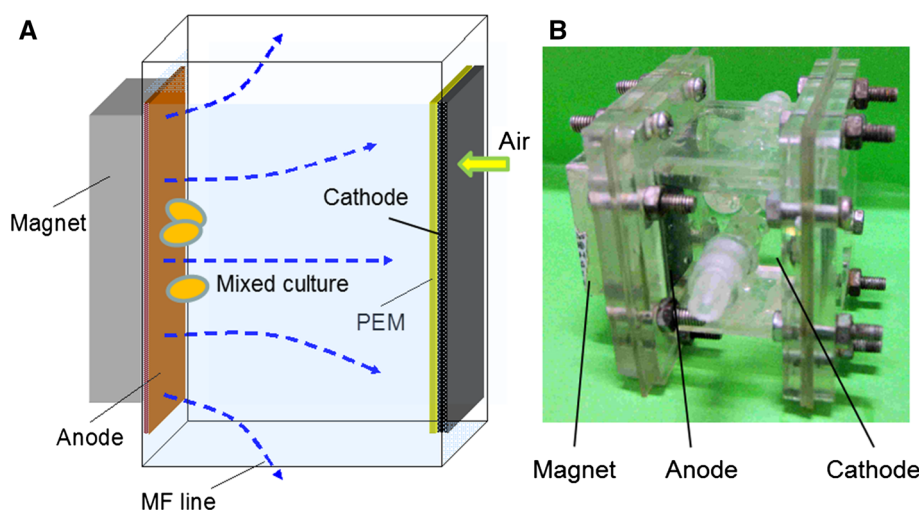 A
B
Air
Cathode
Magnet
Mixed culture
PEM
Anode
MF line
Magnet
Anode
Cathode